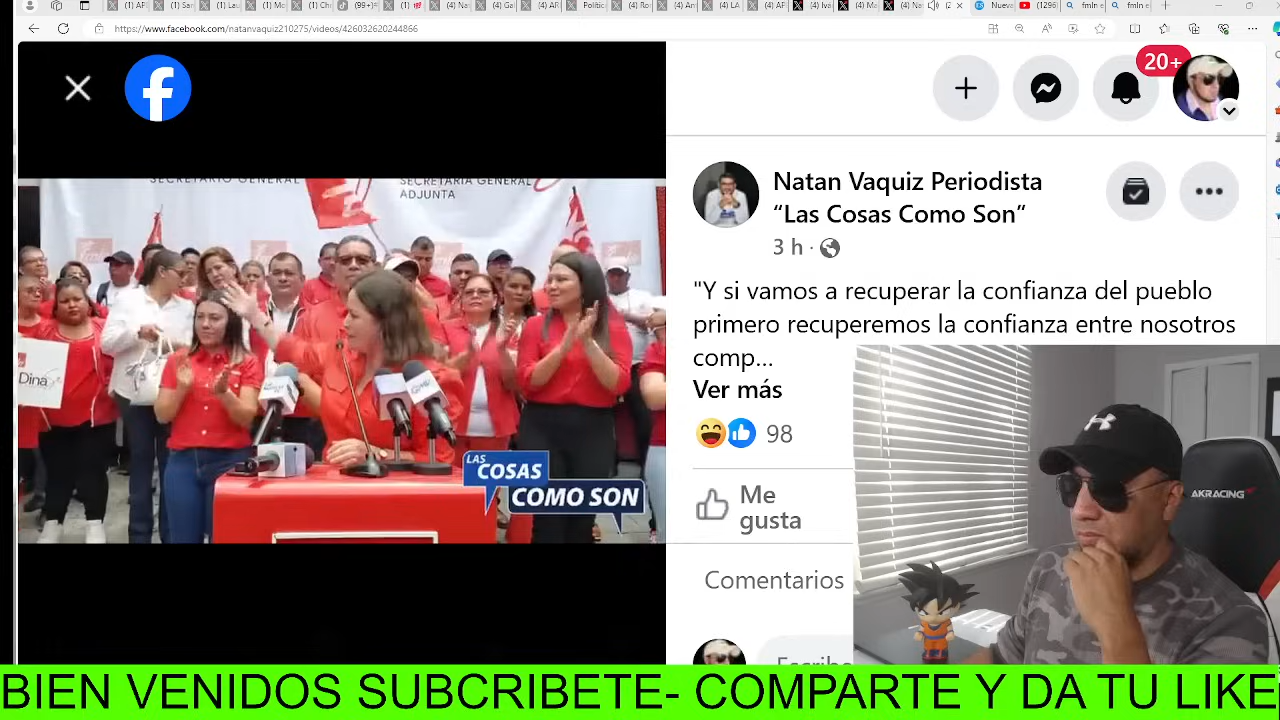 https://www.facebook.com/natanvaquiz210275/videos/426032620244866
20+
SECRETARIO GENERAL
SECRETARIA GENERAL
ADJUNTA
Dina
LAS
COSAS
COMO SON
Natan Vaquiz Periodista
“Las Cosas Como Son”
3 h ·
"Y si vamos a recuperar la confianza del pueblo
primero recuperemos la confianza entre nosotros
comp...
Ver más
98
Me
gusta
Comentarios
AKRACING
BIEN VENIDOS SUBCRIBETE- COMPARTE Y DA TU LIKE